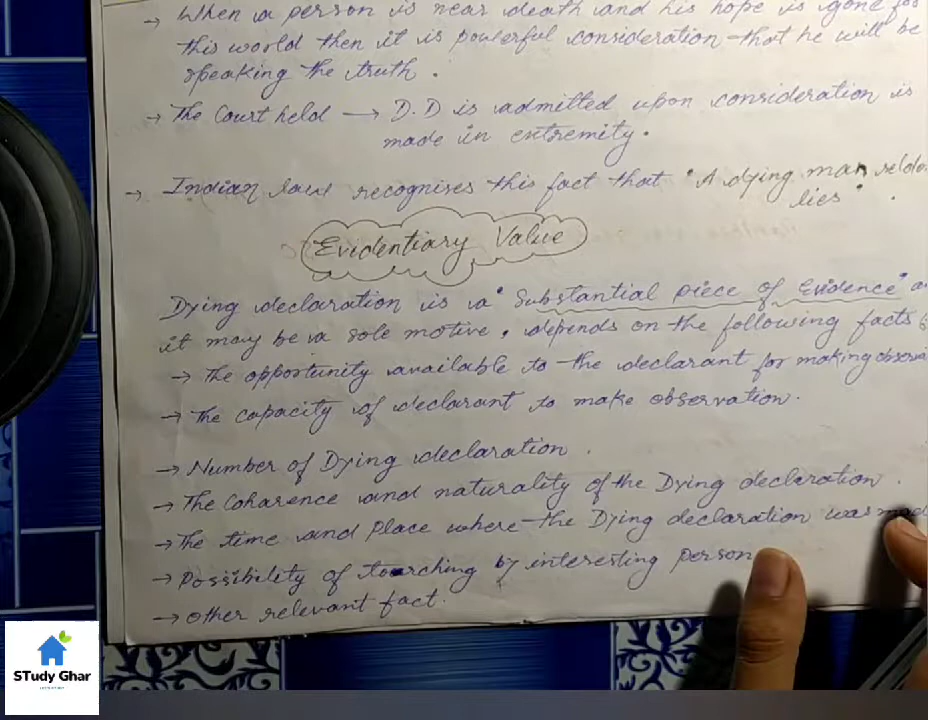 → When a person is near death and his hope is gone for
this world then it is powerful consideration that he will be
speaking the truth.
→ The Court held → D.D is admitted upon consideration is
made in extremity.
→ Indian law recognises this fact that "A dying man
lies".
Evidentiary Value
Dying declaration is a "Substantial piece of Evidence"
it may be a sole motive, depends on the following facts
→ The opportunity available to the declarant for making
→ The capacity of declarant to make observation.
→ Number of Dying declaration.
→ The Coharence and naturality of the Dying declaration.
→ The time and Place where the Dying declaration was
→ Possibility of by interesting person
→ other relevant fact.
STudy Ghar